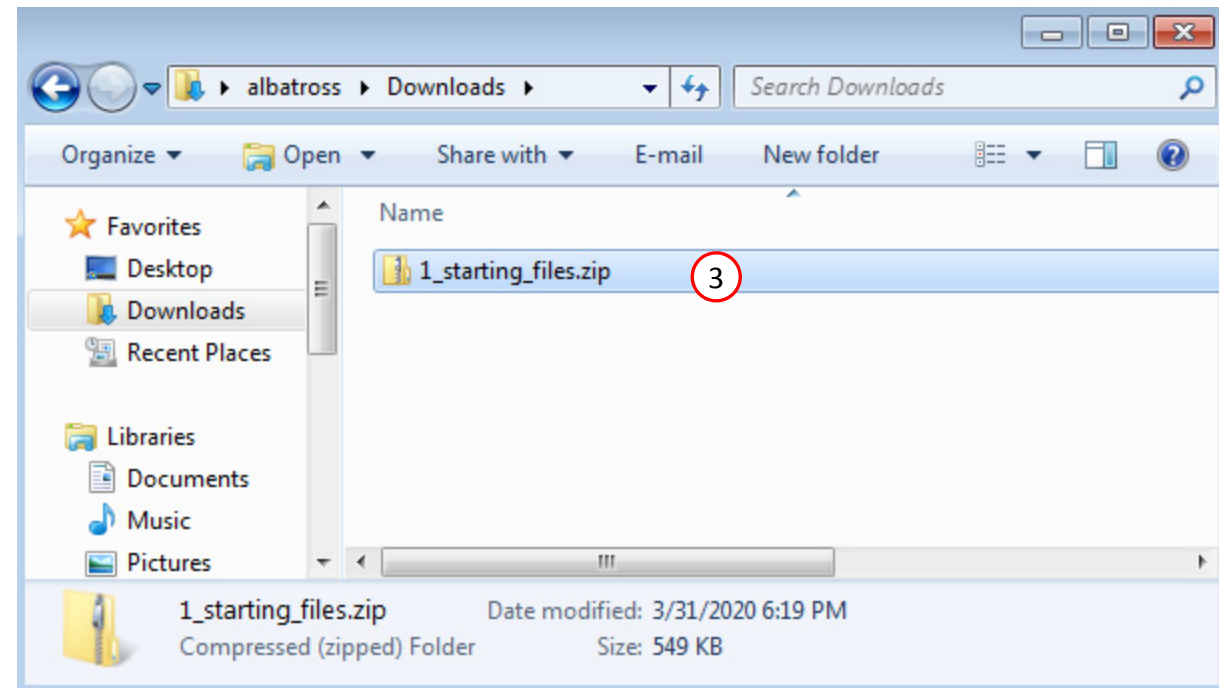 albatross Downloads Search Downloads
Organize Open Share with E-mail New folder
Favorites
Desktop
Downloads
Recent Places
Libraries
Documents
Music
Pictures
Name
1_starting_files.zip 3
1_starting_files.zip Date modified: 3/31/2020 6:19 PM
Compressed (zipped) Folder Size: 549 KB